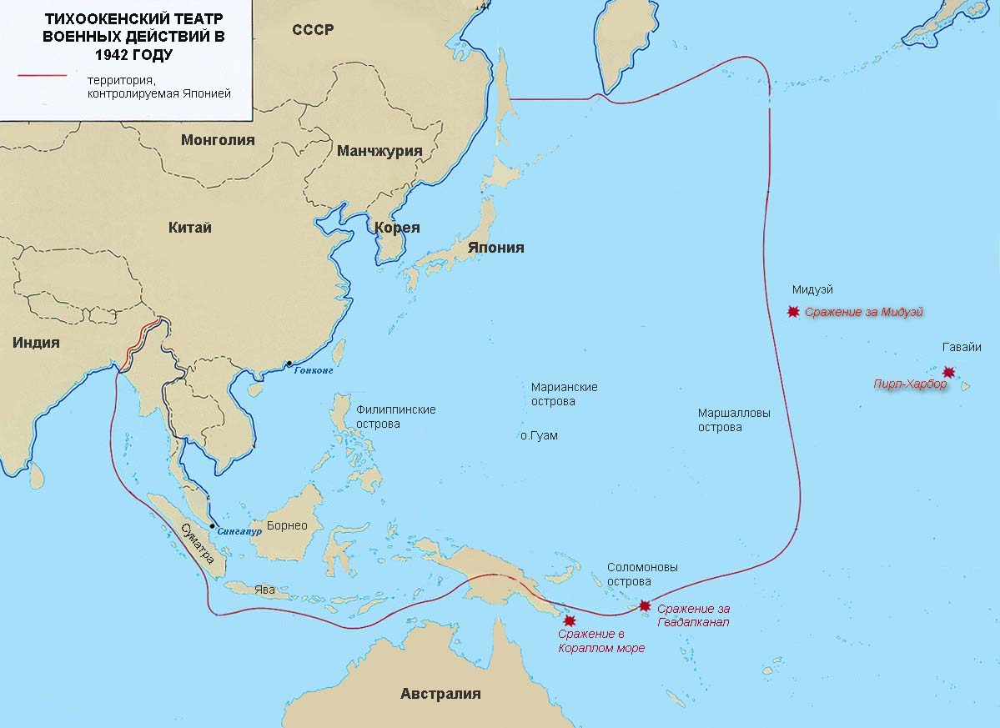 ТИХООКЕНСКИЙ ТЕАТР
ВОЕННЫХ ДЕЙСТВИЙ В
1942 ГОДУ
территория,
контролируемая Японией
СССР
Монголия
Манчжурия
Китай
Корея
Япония
Мидуэй
Сражение за Мидуэй
Индия
Гавайи
Пирл-Харбор
Гонконг
Марианские
острова
Филиппинские
острова
Маршалловы
острова
о.Гуам
Сингапур
Борнео
Суматра
Ява
Соломоновы
острова
Сражение за
Гвадалканал
Сражение в
Кораллом море
Австралия